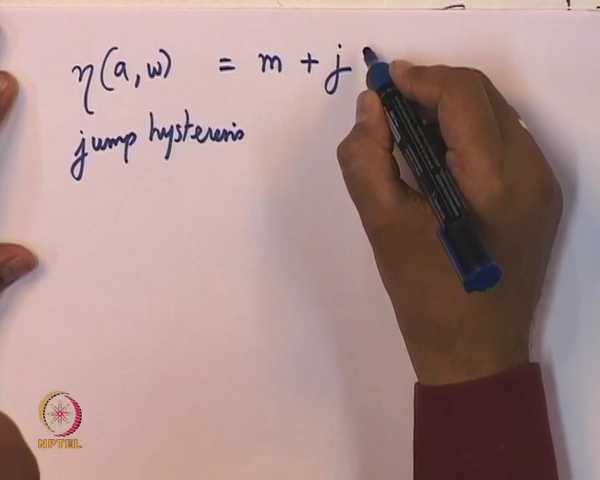 η(a, w) = m + j
jump hysteresis
NPTEL